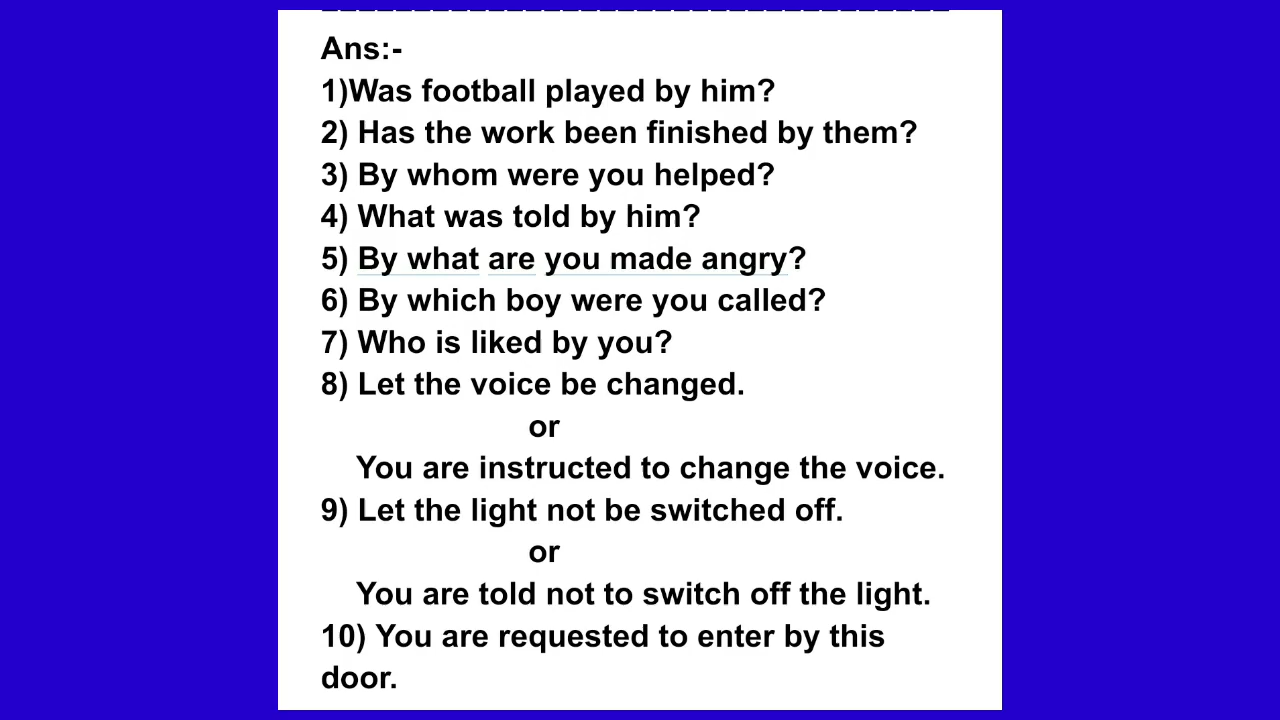 Ans:-
1)Was football played by him?
2) Has the work been finished by them?
3) By whom were you helped?
4) What was told by him?
5) By what are you made angry?
6) By which boy were you called?
7) Who is liked by you?
8) Let the voice be changed.
or
You are instructed to change the voice.
9) Let the light not be switched off.
or
You are told not to switch off the light.
10) You are requested to enter by this
door.